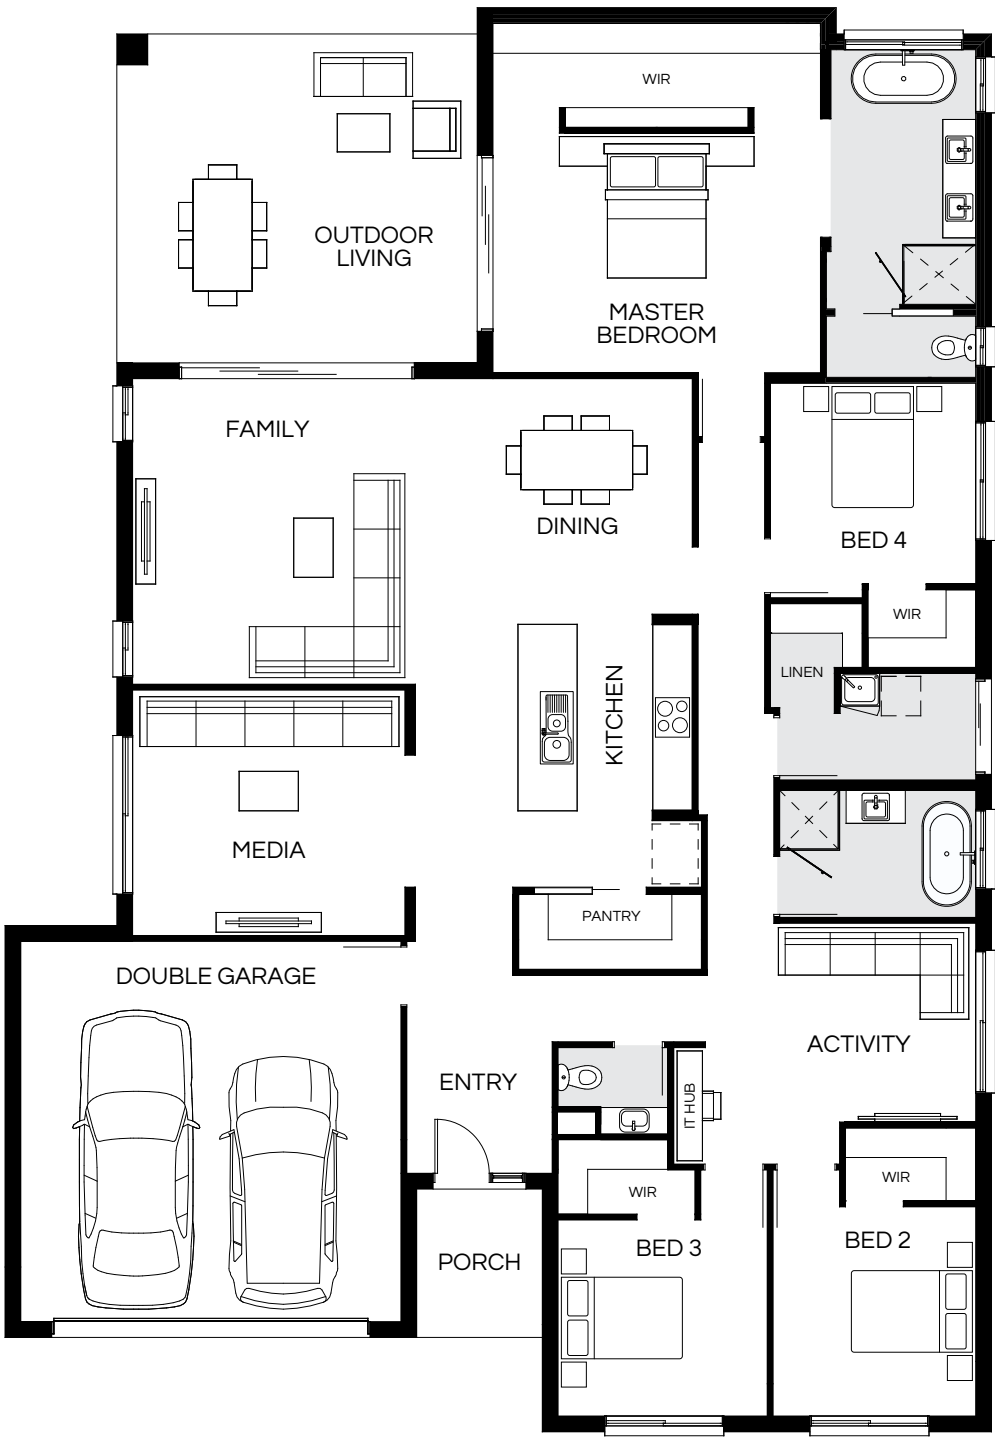 WIR
OUTDOOR
LIVING
MASTER
BEDROOM
FAMILY
DINING
BED 4
WIR
LINEN
KITCHEN
MEDIA
PANTRY
DOUBLE GARAGE
ACTIVITY
ENTRY
IT HUB
WIR
WIR
BED 3
BED 2
PORCH